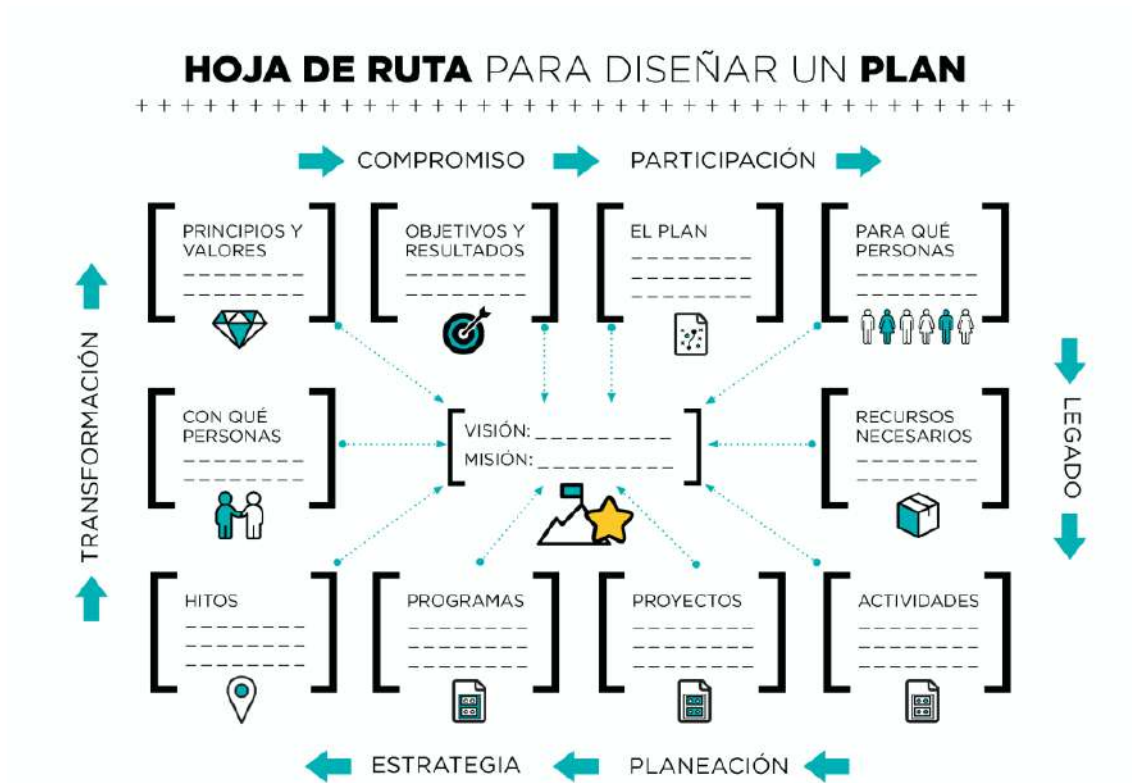 HOJA DE RUTA PARA DISEÑAR UN PLAN
COMPROMISO
PARTICIPACIÓN
PRINCIPIOS Y
VALORES
OBJETIVOS Y
RESULTADOS
EL PLAN
PARA QUÉ
PERSONAS
TRANSFORMACIÓN
CON QUÉ
PERSONAS
VISIÓN:
MISIÓN:
RECURSOS
NECESARIOS
LEGADO
HITOS
PROGRAMAS
PROYECTOS
ACTIVIDADES
ESTRATEGIA
PLANEACIÓN